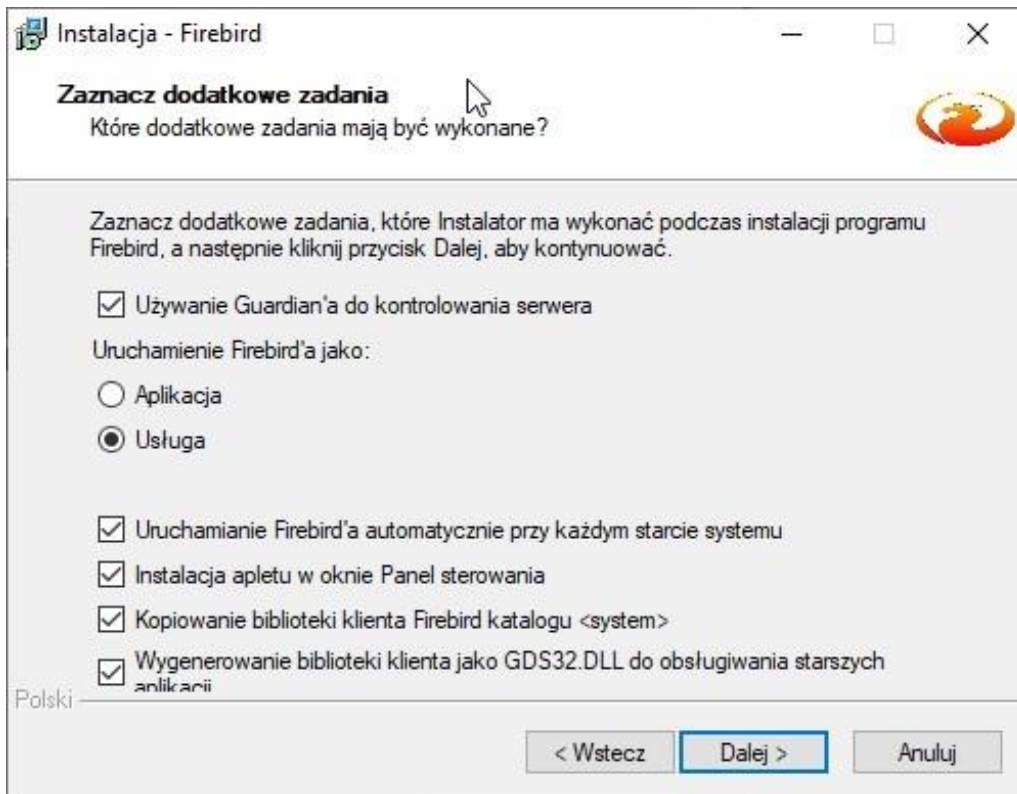 Instalacja - Firebird
Zaznacz dodatkowe zadania
Które dodatkowe zadania mają być wykonane?
Zaznacz dodatkowe zadania, które Instalator ma wykonać podczas instalacji programu
Firebird, a następnie kliknij przycisk Dalej, aby kontynuować.
Używanie Guardian'a do kontrolowania serwera
Uruchamienie Firebird'a jako:
Aplikacja
Usługa
Uruchamianie Firebird'a automatycznie przy każdym starcie systemu
Instalacja apletu w oknie Panel sterowania
Kopiowanie biblioteki klienta Firebird katalogu <system>
Wygenerowanie biblioteki klienta jako GDS32.DLL do obsługiwania starszych
aplikacji
Polski
< Wstecz
Dalej >
Anuluj